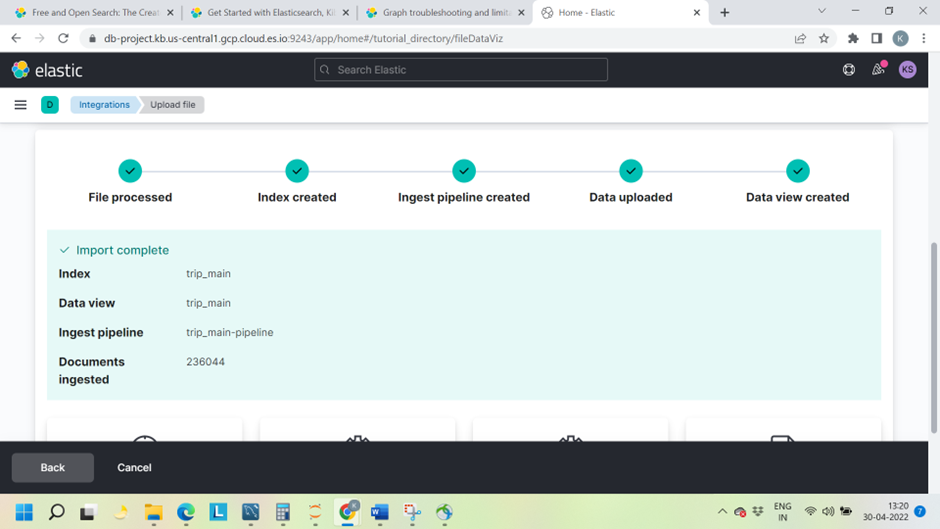 Free and Open Search: The Creat
Get Started with Elasticsearch, Kib
Graph troubleshooting and limita
Home - Elastic
db-project.kb.us-central1.gcp.cloud.es.io:9243/app/home#/tutorial_directory/fileDataViz
K
elastic
Search Elastic
KS
D
Integrations
Upload file
File processed
Index created
Ingest pipeline created
Data uploaded
Data view created
Import complete
Index
trip_main
Data view
trip_main
Ingest pipeline
trip_main-pipeline
Documents
ingested
236044
Back
Cancel
ENG
IN
13:20
30-04-2022
7